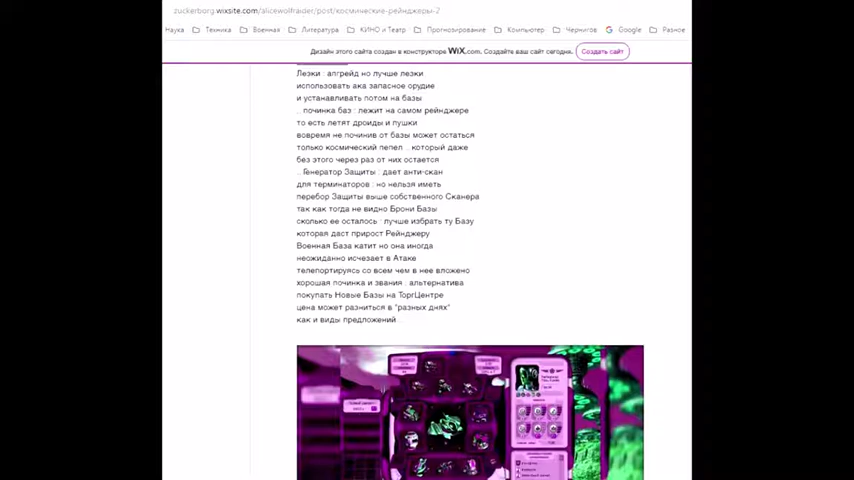 zuckerborg.wixsite.com/alicewolfraider/post/космические-рейнджеры-2
Наука Техника Военная Литература КИНО и Театр Прогнозирование Компьютер Чернигов Google Разное
Дизайн этого сайта создан в конструкторе WiX.com. Создайте ваш сайт сегодня. Создать сайт
Лезки : апгрейд но лучше лезки
использовать ака запасное орудие
и устанавливать потом на базы
.. починка баз : лежит на самом рейнджере
то есть летят дроиды и пушки
вовремя не починив от базы может остаться
только космический пепел .. который даже
без этого через раз от них остается
.. Генератор Защиты : дает анти-скан
для терминаторов : но нельзя иметь
перебор Защиты выше собственного Сканера
так как тогда не видно Брони Базы
сколько ее осталось : лучше избрать ту Базу
которая даст прирост Рейнджеру
Военная База катит но она иногда
неожиданно исчезает в Атаке
телепортируясь со всем чем в нее вложено
хорошая починка и звания : альтернатива
покупать Новые Базы на ТоргЦентре
цена может разниться в "разных днях"
как и виды предложений